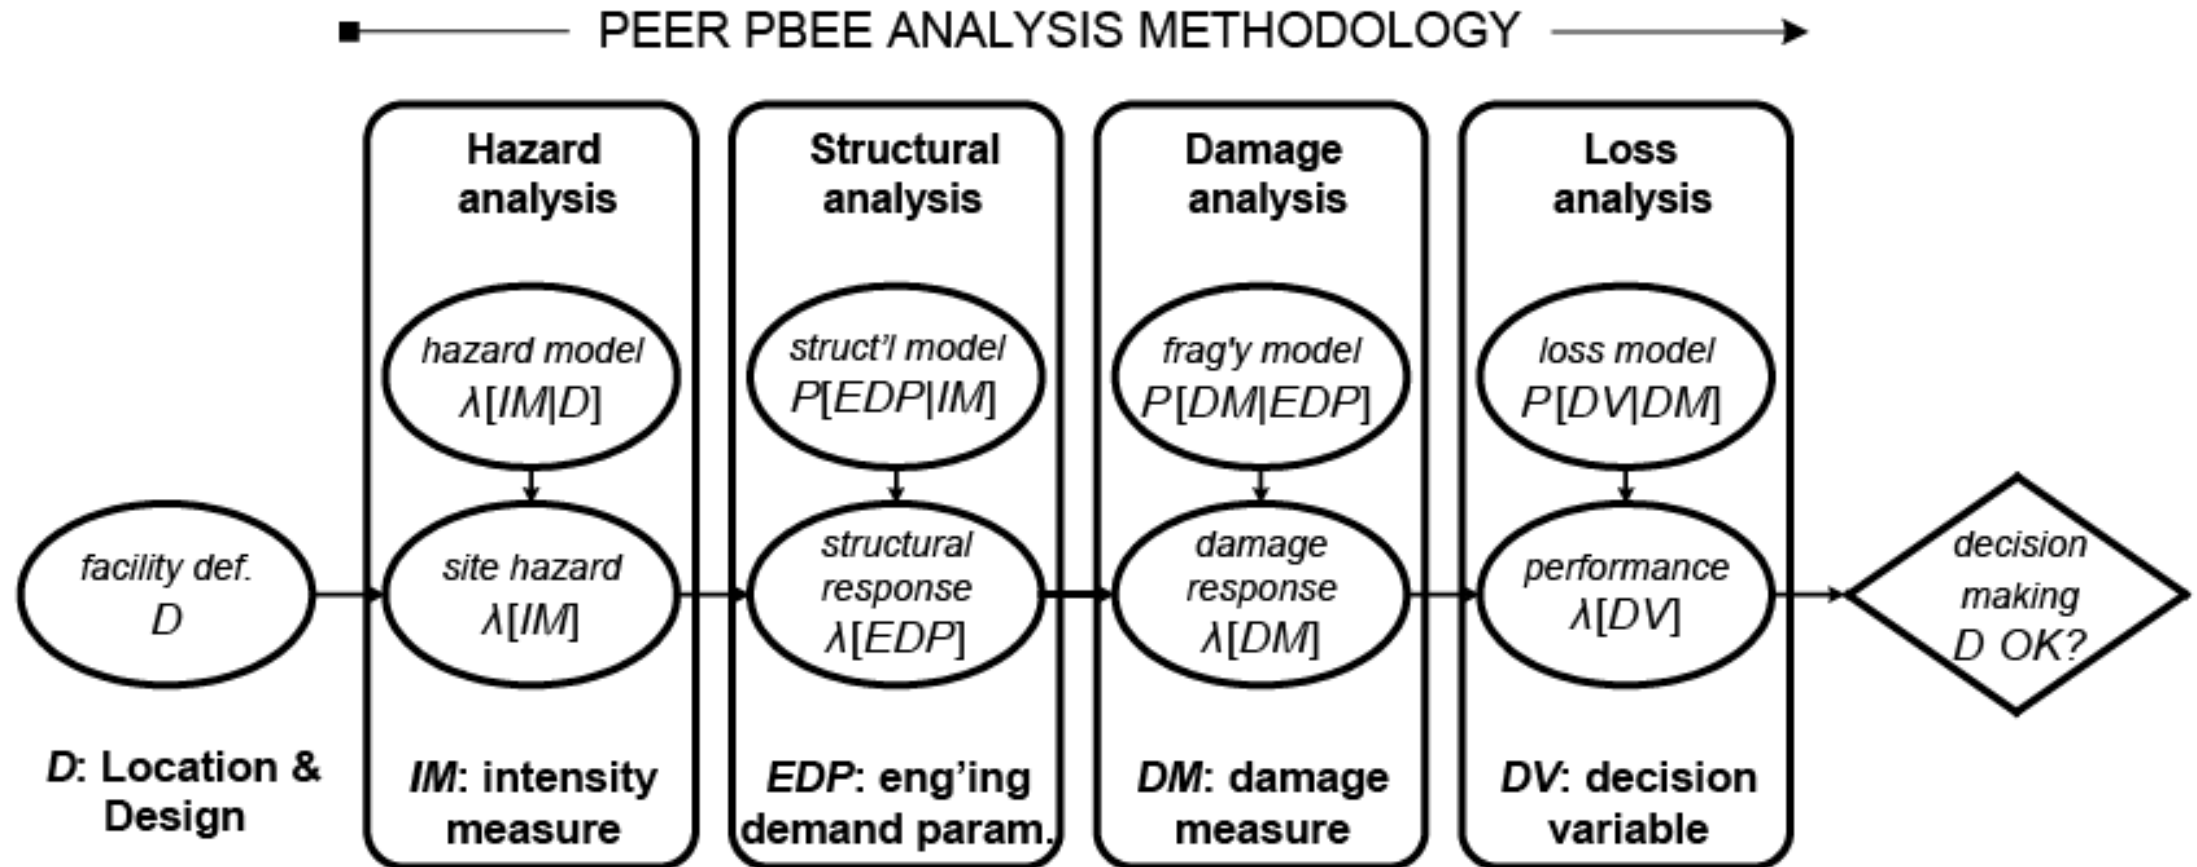 PEER PBEE ANALYSIS METHODOLOGY
Hazard
analysis
hazard model
λ[IM|D]
site hazard
λ[IM]
IM: intensity
measure
Structural
analysis
struct'l model
P[EDP|IM]
structural
response
λ[EDP]
EDP: eng'ing
demand param.
Damage
analysis
frag'y model
P[DM|EDP]
damage
response
λ[DM]
DM: damage
measure
Loss
analysis
loss model
P[DV|DM]
performance
λ[DV]
DV: decision
variable
facility def.
D
D: Location &
Design
decision
making
D OK?